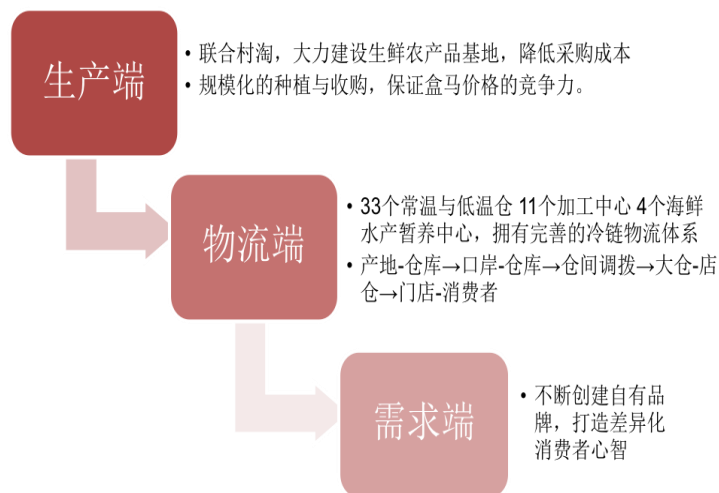 生产端
• 联合村淘，大力建设生鲜农产品基地，降低采购成本
• 规模化的种植与收购，保证盒马价格的竞争力。
物流端
• 33个常温与低温仓 11个加工中心 4个海鲜
水产暂养中心，拥有完善的冷链物流体系
• 产地-仓库→口岸-仓库→仓间调拨→大仓-店
仓→门店-消费者
需求端
• 不断创建自有品
牌，打造差异化
消费者心智